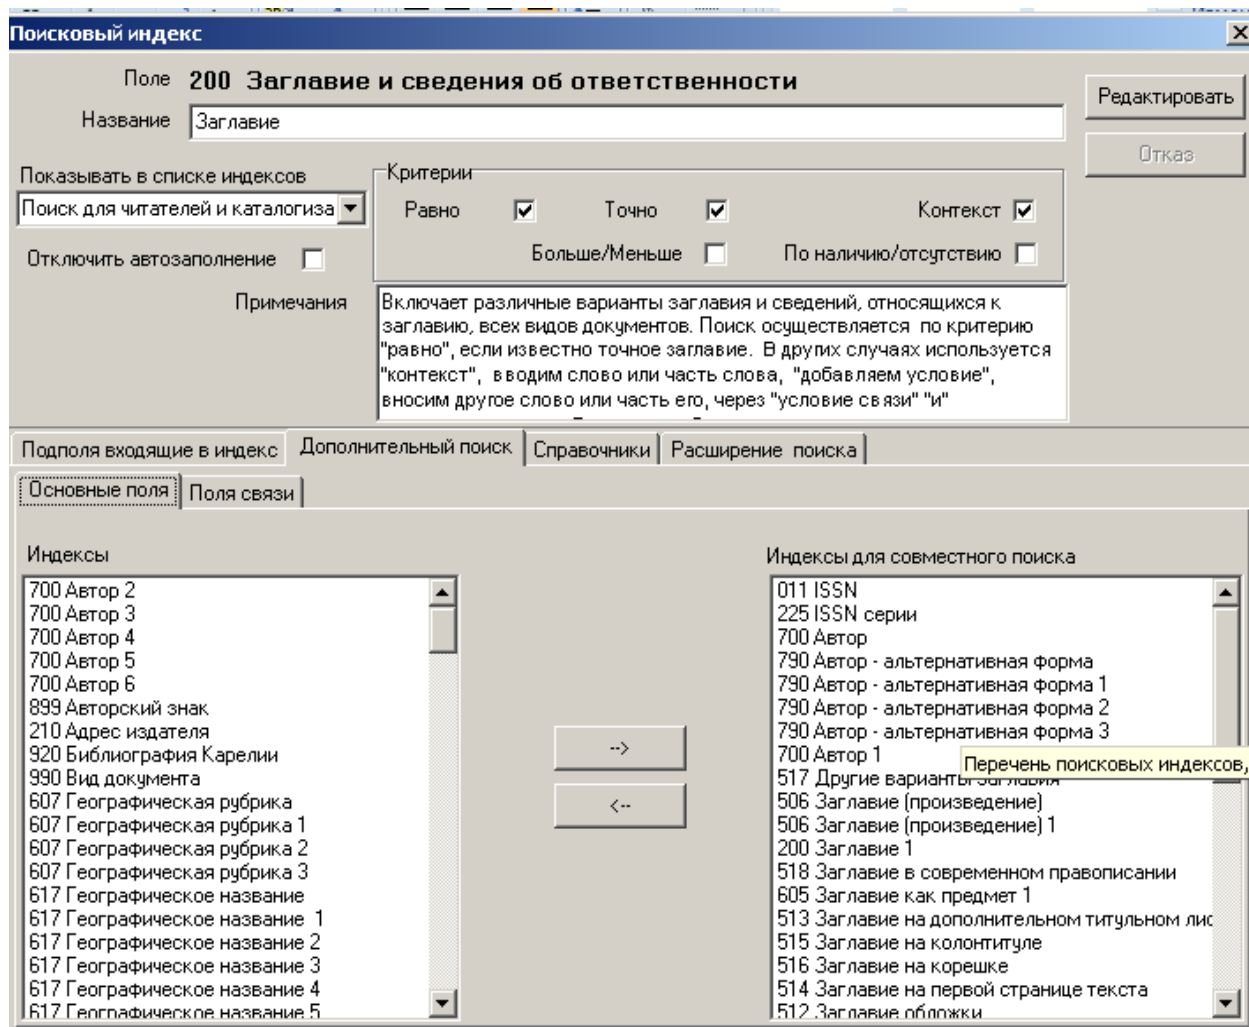 Поисковый индекс
Поле 200 Заглавие и сведения об ответственности
Редактировать
Название Заглавие
Отказ
Показывать в списке индексов
Поиск для читателей и каталогиза
Критерии
Равно Точно Контекст
Больше/Меньше По наличию/отсутствию
Отключить автозаполнение
Примечания
Включает различные варианты заглавия и сведений, относящихся к
заглавию, всех видов документов. Поиск осуществляется по критерию
"равно", если известно точное заглавие. В других случаях используется
"контекст", вводим слово или часть слова, "добавляем условие",
вносим другое слово или часть его, через "условие связи" "и"
Подполя входящие в индекс Дополнительный поиск Справочники Расширение поиска
Основные поля Поля связи
Индексы
700 Автор 2
700 Автор 3
700 Автор 4
700 Автор 5
700 Автор 6
899 Авторский знак
210 Адрес издателя
920 Библиография Карелии
990 Вид документа
607 Географическая рубрика
607 Географическая рубрика 1
607 Географическая рубрика 2
607 Географическая рубрика 3
617 Географическое название
617 Географическое название 1
617 Географическое название 2
617 Географическое название 3
617 Географическое название 4
617 Географическое название 5
-->
<--
Индексы для совместного поиска
011 ISSN
225 ISSN серии
700 Автор
790 Автор - альтернативная форма
790 Автор - альтернативная форма 1
790 Автор - альтернативная форма 2
790 Автор - альтернативная форма 3
700 Автор 1
Перечень поисковых индексов,
517 Другие варианты заглавия
506 Заглавие (произведение)
506 Заглавие (произведение) 1
200 Заглавие 1
518 Заглавие в современном правописании
605 Заглавие как предмет 1
513 Заглавие на дополнительном титульном лис
515 Заглавие на колонтитуле
516 Заглавие на корешке
514 Заглавие на первой странице текста
512 Заглавие обложки